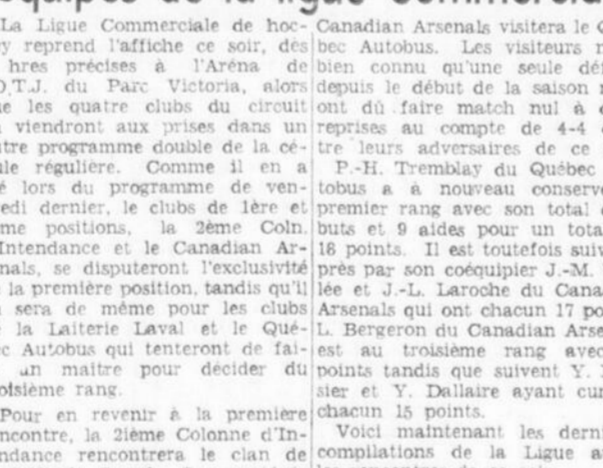 équipes de la ligue commerciale
La Ligue Commerciale de hoc-
y reprend l'affiche ce soir, dès
hres précises à l'Aréna de
O.T.J. du Parc Victoria, alors
e les quatre clubs du circuit
viendront aux prises dans un
utre programme double de la cé-
ule régulière. Comme il en a
é lors du programme de ven-
edi dernier, le clubs de 1ère et
me positions, la 2ème Coln.
Intendance et le Canadian Ar-
nals, se disputeront l'exclusivité
la première position, tandis qu'il
sera de même pour les clubs
la Laiterie Laval et le Qué-
c Autobus qui tenteront de fai-
un maitre pour décider du
oisième rang.
Pour en revenir à la première
ncontre, la 2ième Colonne d'In-
ndance rencontrera le clan de
Canadian Arsenals visitera le Q
bec Autobus. Les visiteurs n
bien connu qu'une seule déf
depuis le début de la saison
ont dû faire match nul à
reprises au compte de 4-4
tre leurs adversaires de ce
P.-H. Tremblay du Québec
tobus a à nouveau conserv
premier rang avec son total
buts et 9 aides pour un tota
18 points. Il est toutefois suiv
près par son coéquipier J.-M.
lée et J.-L. Laroche du Cana
Arsenals qui ont chacun 17 po
L. Bergeron du Canadian Arse
est au troisième rang avec
points tandis que suivent Y.
sier et Y. Dallaire ayant cu
chacun 15 points.
Voici maintenant les derni
compilations de la Ligue a